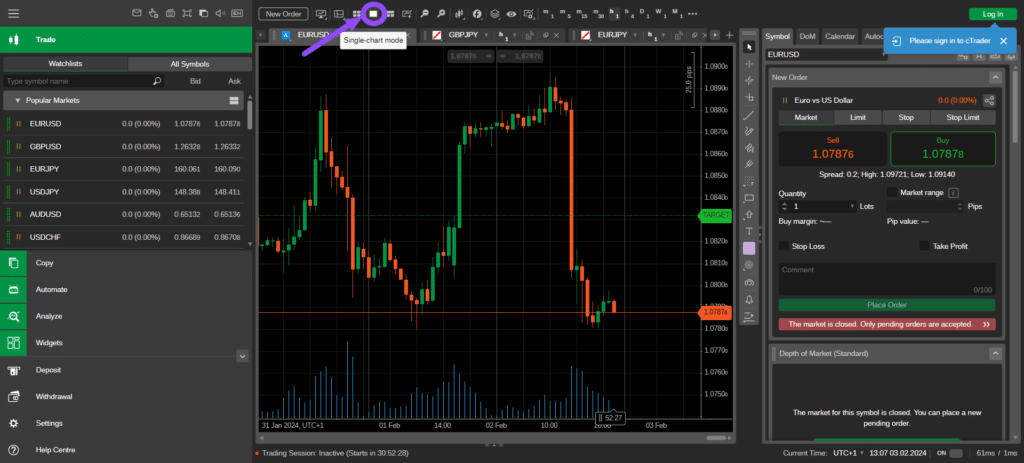 New Order
m 1
m 5
m 15
m 30
h 1
h 4
D 1
W 1
M 1
Log In
Trade
EURUSD
GBPJPY
h 1
EURJPY
h 1
Single-chart mode
Symbol
DoM
Calendar
Please sign in to cTrader
Watchlists
All Symbols
EURUSD
Type symbol name
Bid
Ask
Popular Markets
EURUSD 0.0 (0.00%) 1.07876 1.07878
GBPUSD 0.0 (0.00%) 1.26328 1.26332
EURJPY 0.0 (0.00%) 160.061 160.090
USDJPY 0.0 (0.00%) 148.388 148.411
AUDUSD 0.0 (0.00%) 0.65132 0.65136
USDCHF 0.0 (0.00%) 0.86689 0.86708
Copy
Automate
Analyze
Widgets
Deposit
Withdrawal
Settings
Help Centre
1.07876
1.07878
25.0 pips
1.0900
1.0890
1.0880
1.0870
1.0860
1.0850
1.0840
TARGET
1.0820
1.0810
1.0800
1.0787
1.0780
1.0770
1.0760
1.0750
52:27
31 Jan 2024, UTC+1
01 Feb
14:00
02 Feb
10:00
20:00
03 Feb
New Order
Euro vs US Dollar
0.0 (0.00%)
Market
Limit
Stop
Stop Limit
Sell
1.07876
Buy
1.07878
Spread: 0.2; High: 1.09721; Low: 1.09140
Quantity
Market range
1
Lots
Pips
Buy margin: —
Pip value: —
Stop Loss
Take Profit
Comment
0/100
Place Order
The market is closed. Only pending orders are accepted.
Depth of Market (Standard)
The market for this symbol is closed. You can place a new
pending order.
Trading Session: Inactive (Starts in 30:52:28)
Current Time: UTC+1 13:07 03.02.2024
ON
61ms / 1ms